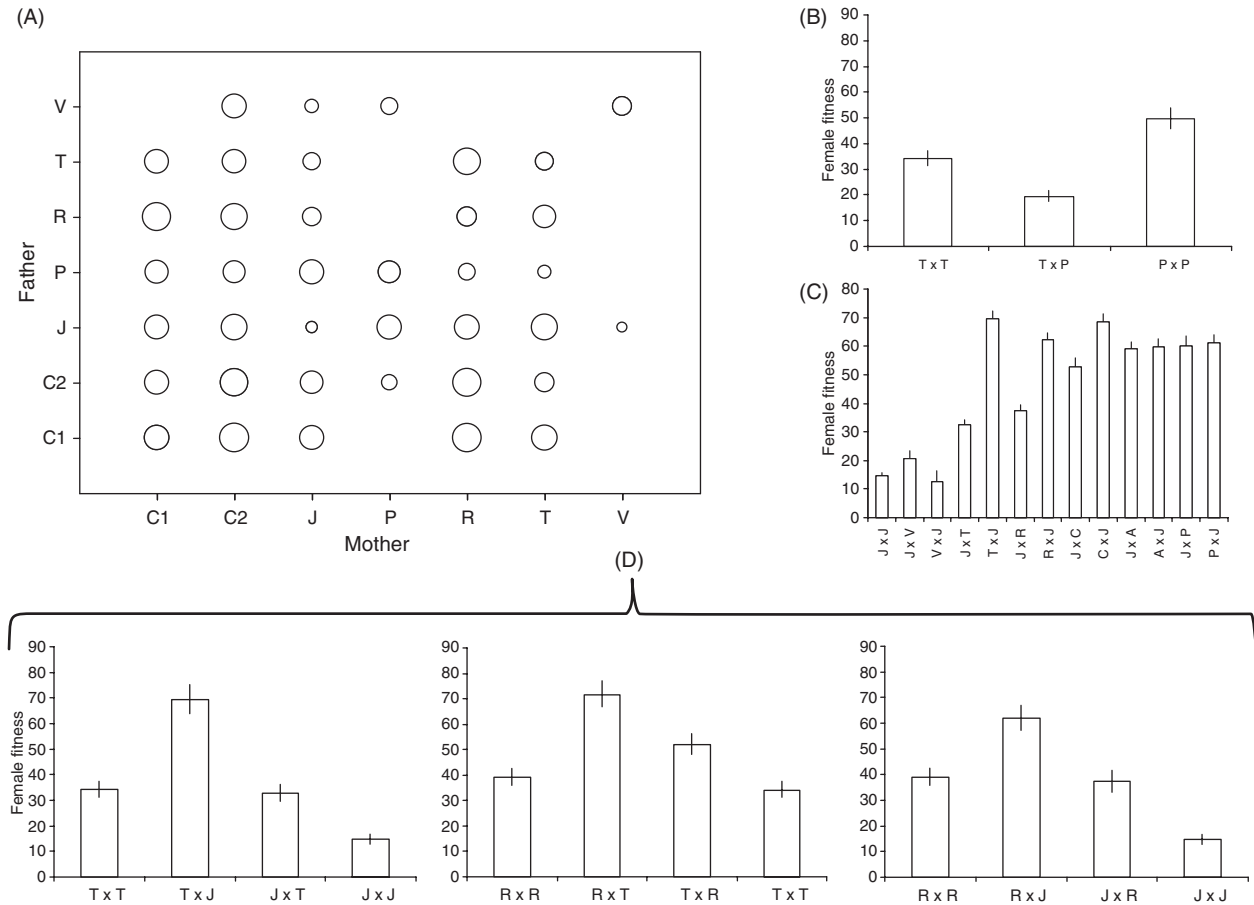 (A)
Father
V
T
R
P
J
C2
C1
C1 C2 J P R T V
Mother
(B)
Female fitness
90
80
70
60
50
40
30
20
10
0
T x T T x P P x P
(C)
Female fitness
80
70
60
50
40
30
20
10
0
J x J J x V V x J J x T T x J J x R R x J J x C C x J J x A A x J J x P P x J
(D)
Female fitness
90
80
70
60
50
40
30
20
10
0
T x T T x J J x T J x J
90
80
70
60
50
40
30
20
10
0
R x R R x T T x R T x T
90
80
70
60
50
40
30
20
10
0
R x R R x J J x R J x J